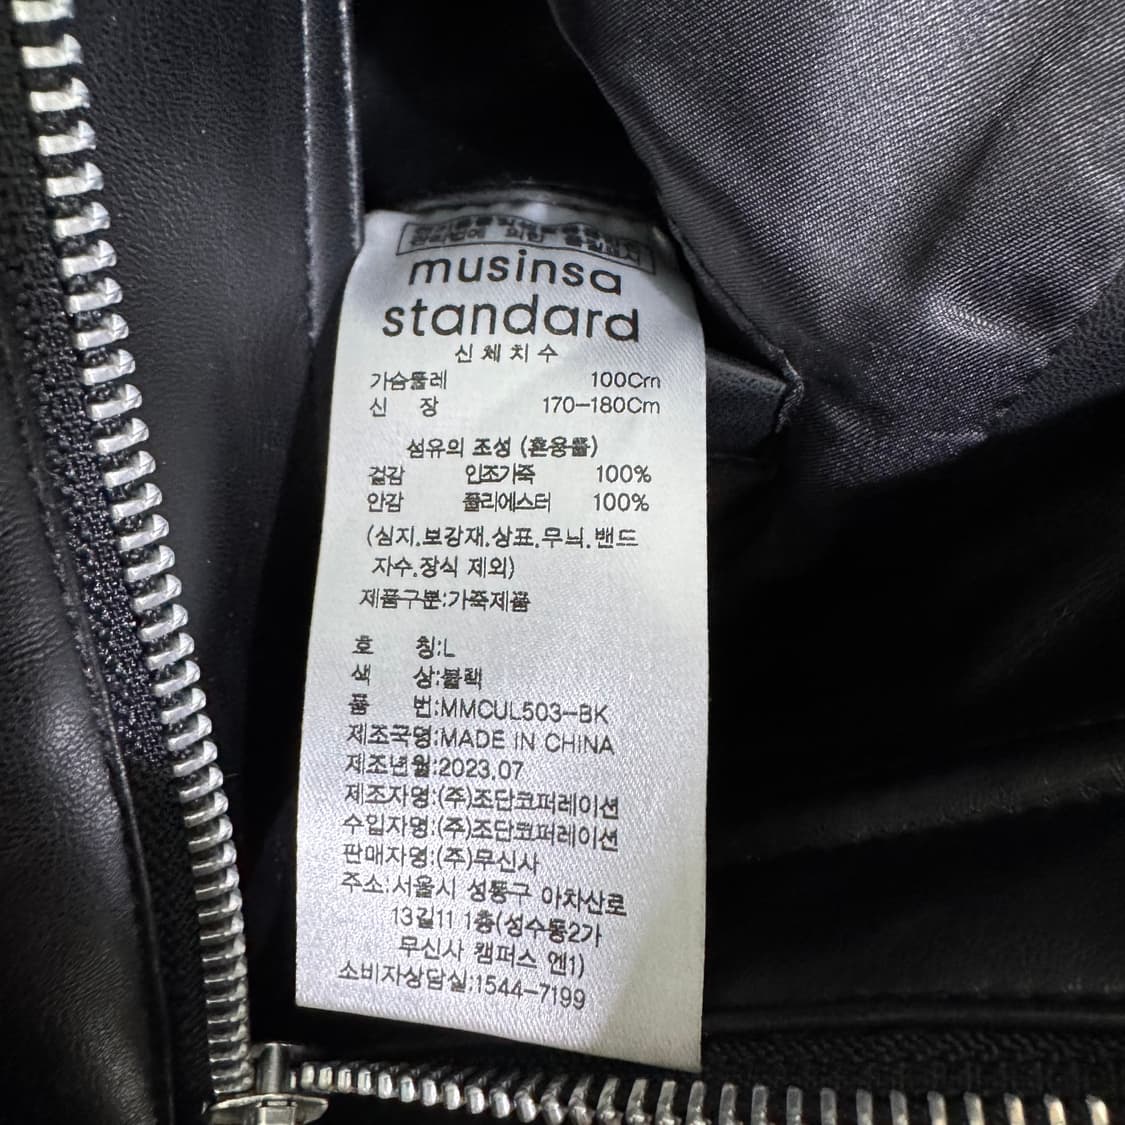 musinsa
standard
신체치수
가슴둘레 100Cm
신 장 170-180Cm
섬유의 조성 (혼용률)
겉감 인조가죽 100%
안감 폴리에스터 100%
(심지.보강재.상표.무늬.밴드
자수.장식 제외)
제품구분:가죽제품
호 칭:L
색 상:블랙
품 번:MMCUL503-BK
제조국명:MADE IN CHINA
제조년월:2023.07
제조자명:(주)조단코퍼레이션
수입자명:(주)조단코퍼레이션
판매자명:(주)무신사
주소:서울시 성동구 아차산로
13길11 1층(성수동2가
무신사 캠퍼스 엔1)
소비자상담실:1544-7199